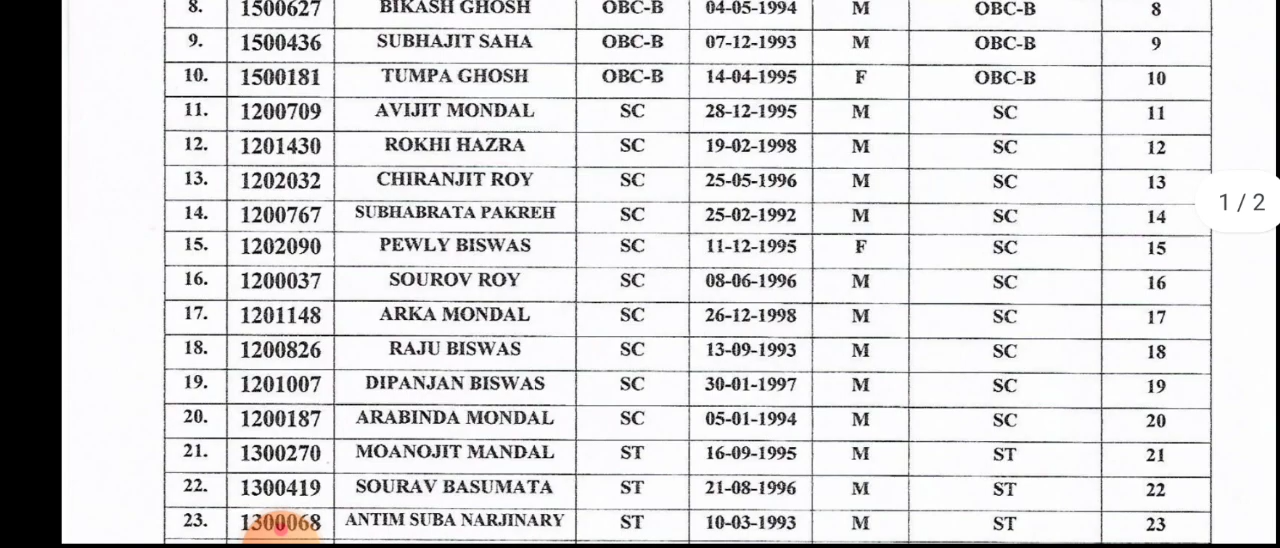 8. 1500627 BIKASH GHOSH OBC-B 04-05-1994 M OBC-B 8
9. 1500436 SUBHAJIT SAHA OBC-B 07-12-1993 M OBC-B 9
10. 1500181 TUMPA GHOSH OBC-B 14-04-1995 F OBC-B 10
11. 1200709 AVIJIT MONDAL SC 28-12-1995 M SC 11
12. 1201430 ROKHI HAZRA SC 19-02-1998 M SC 12
13. 1202032 CHIRANJIT ROY SC 25-05-1996 M SC 13
1 / 2
14. 1200767 SUBHABRATA PAKREH SC 25-02-1992 M SC 14
15. 1202090 PEWLY BISWAS SC 11-12-1995 F SC 15
16. 1200037 SOUROV ROY SC 08-06-1996 M SC 16
17. 1201148 ARKA MONDAL SC 26-12-1998 M SC 17
18. 1200826 RAJU BISWAS SC 13-09-1993 M SC 18
19. 1201007 DIPANJAN BISWAS SC 30-01-1997 M SC 19
20. 1200187 ARABINDA MONDAL SC 05-01-1994 M SC 20
21. 1300270 MOANOJIT MANDAL ST 16-09-1995 M ST 21
22. 1300419 SOURAV BASUMATA ST 21-08-1996 M ST 22
23. 1300068 ANTIM SUBA NARJINARY ST 10-03-1993 M ST 23